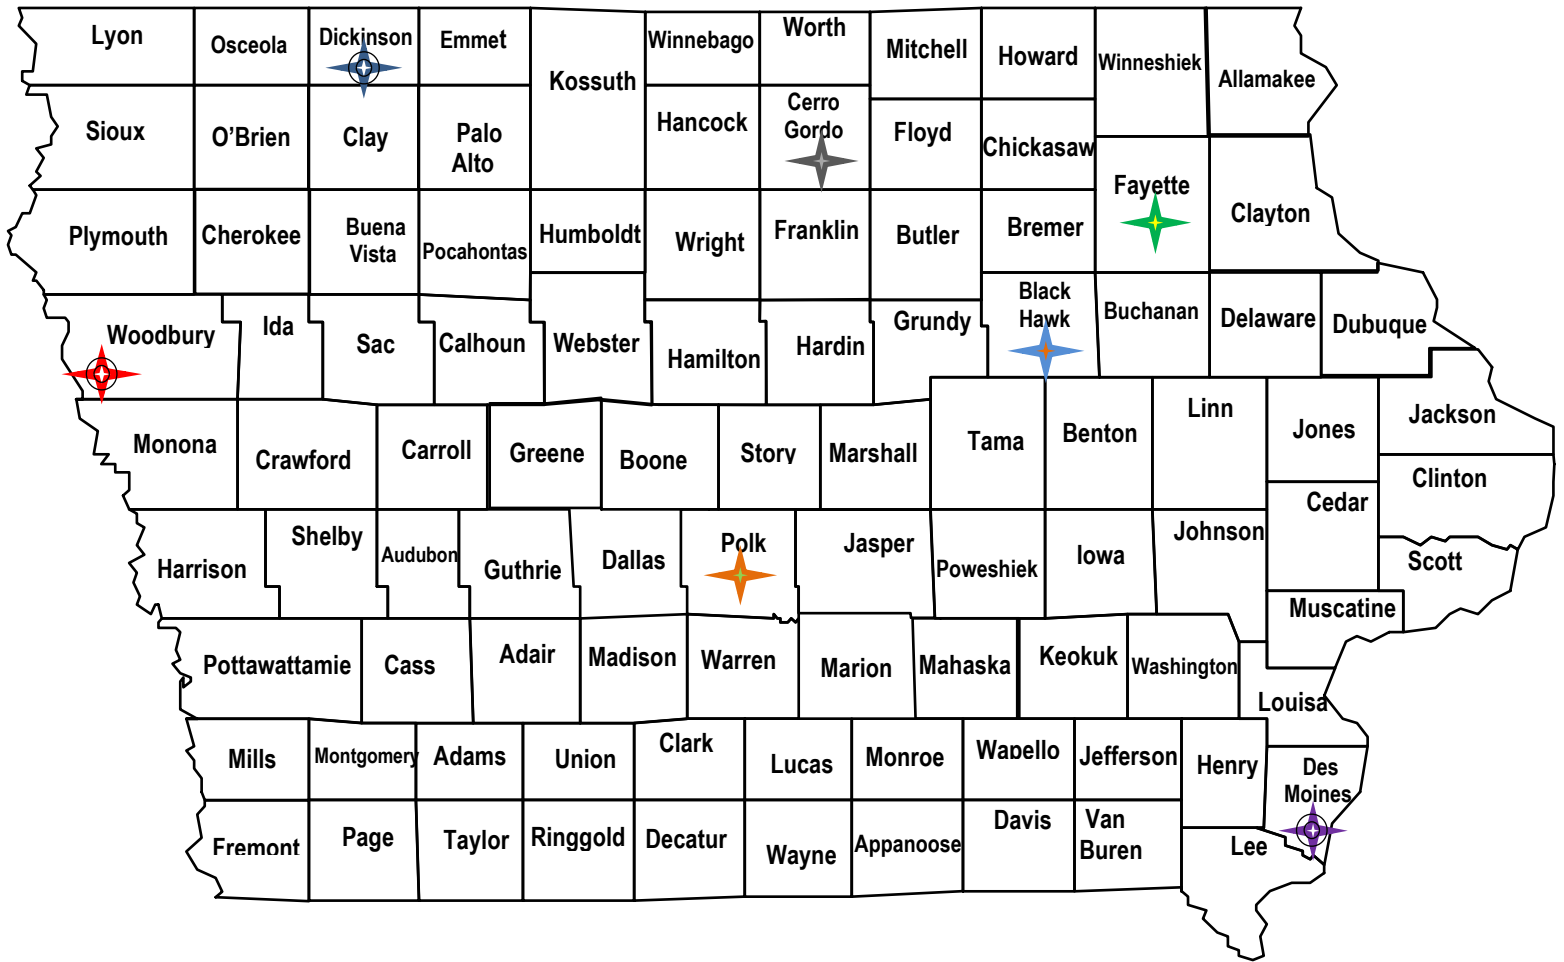 Lyon
Osceola
Dickinson
Emmet
Kossuth
Winnebago
Worth
Mitchell
Howard
Winneshiek
Allamakee
Sioux
O'Brien
Clay
Palo
Alto
Hancock
Cerro
Gordo
Floyd
Chickasaw
Fayette
Clayton
Plymouth
Cherokee
Buena
Vista
Pocahontas
Humboldt
Wright
Franklin
Butler
Bremer
Woodbury
Ida
Sac
Calhoun
Webster
Hamilton
Hardin
Grundy
Black
Hawk
Buchanan
Delaware
Dubuque
Monona
Crawford
Carroll
Greene
Boone
Story
Marshall
Tama
Benton
Linn
Jones
Jackson
Clinton
Cedar
Harrison
Shelby
Audubon
Guthrie
Dallas
Polk
Jasper
Poweshiek
Iowa
Johnson
Scott
Muscatine
Pottawattamie
Cass
Adair
Madison
Warren
Marion
Mahaska
Keokuk
Washington
Louisa
Mills
Montgomery
Adams
Union
Clark
Lucas
Monroe
Wapello
Jefferson
Henry
Des
Moines
Fremont
Page
Taylor
Ringgold
Decatur
Wayne
Appanoose
Davis
Van
Buren
Lee